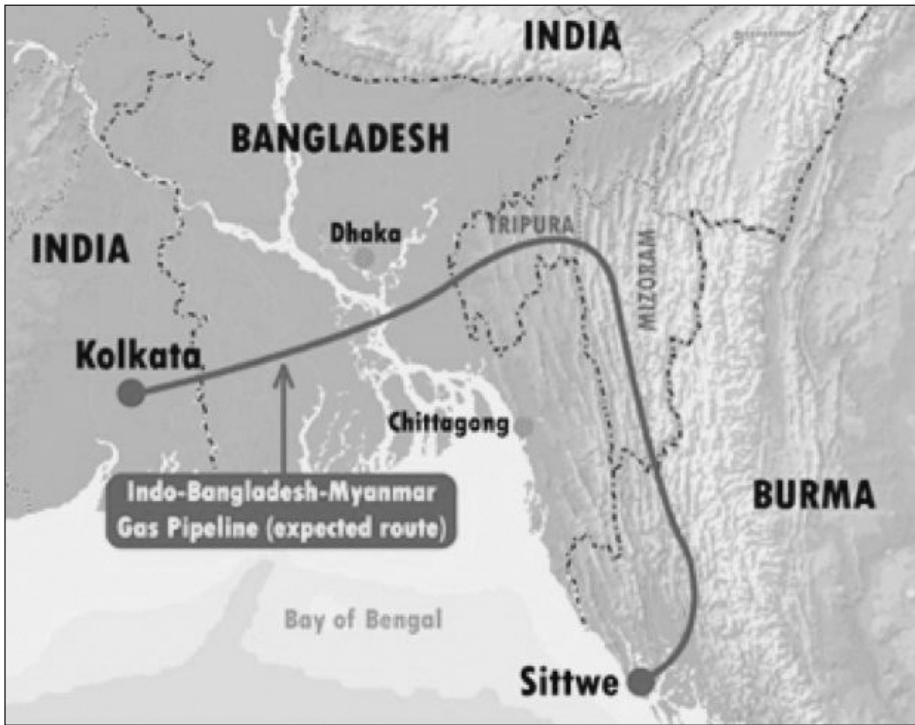 INDIA
BANGLADESH
Dhaka
TRIPURA
MIZORAM
INDIA
Kolkata
Chittagong
Indo-Bangladesh-Myanmar
Gas Pipeline (expected route)
BURMA
Bay of Bengal
Sittwe